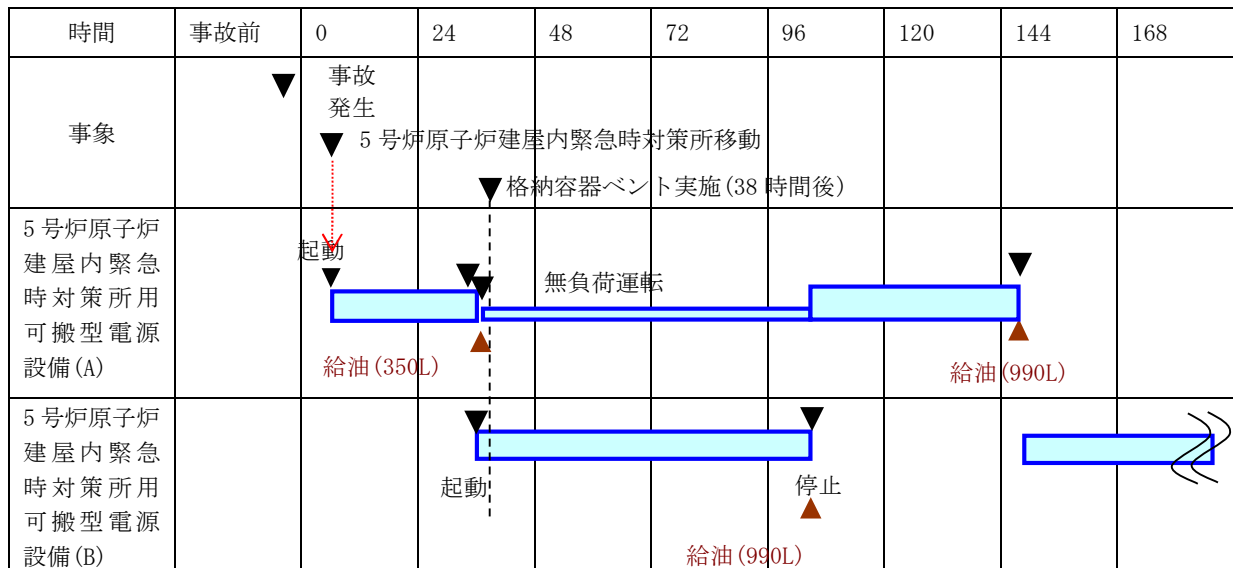 時間 事故前 0 24 48 72 96 120 144 168
事象
事故
発生
5号炉原子炉建屋内緊急時対策所移動
格納容器ベント実施(38時間後)
5号炉原子炉
建屋内緊急
時対策所用
可搬型電源
設備(A)
起動
無負荷運転
給油(350L)
給油(990L)
5号炉原子炉
建屋内緊急
時対策所用
可搬型電源
設備(B)
起動
停止
給油(990L)